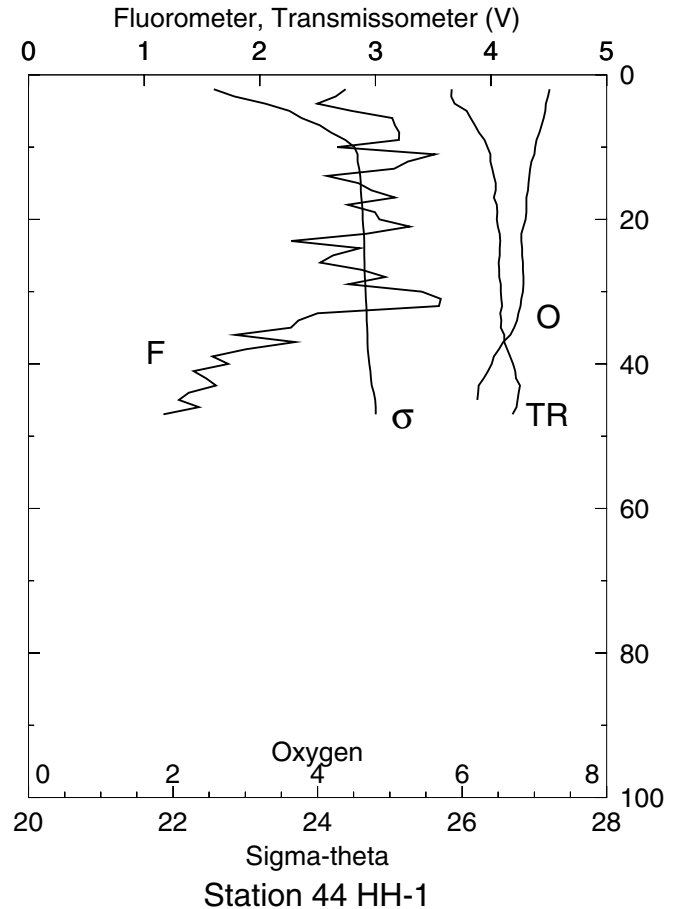 Fluorometer, Transmissometer (V)
0 1 2 3 4 5
0
20
O
F
40
σ TR
60
80
Oxygen
0 2 4 6 8
100
20 22 24 26 28
Sigma-theta
Station 44 HH-1